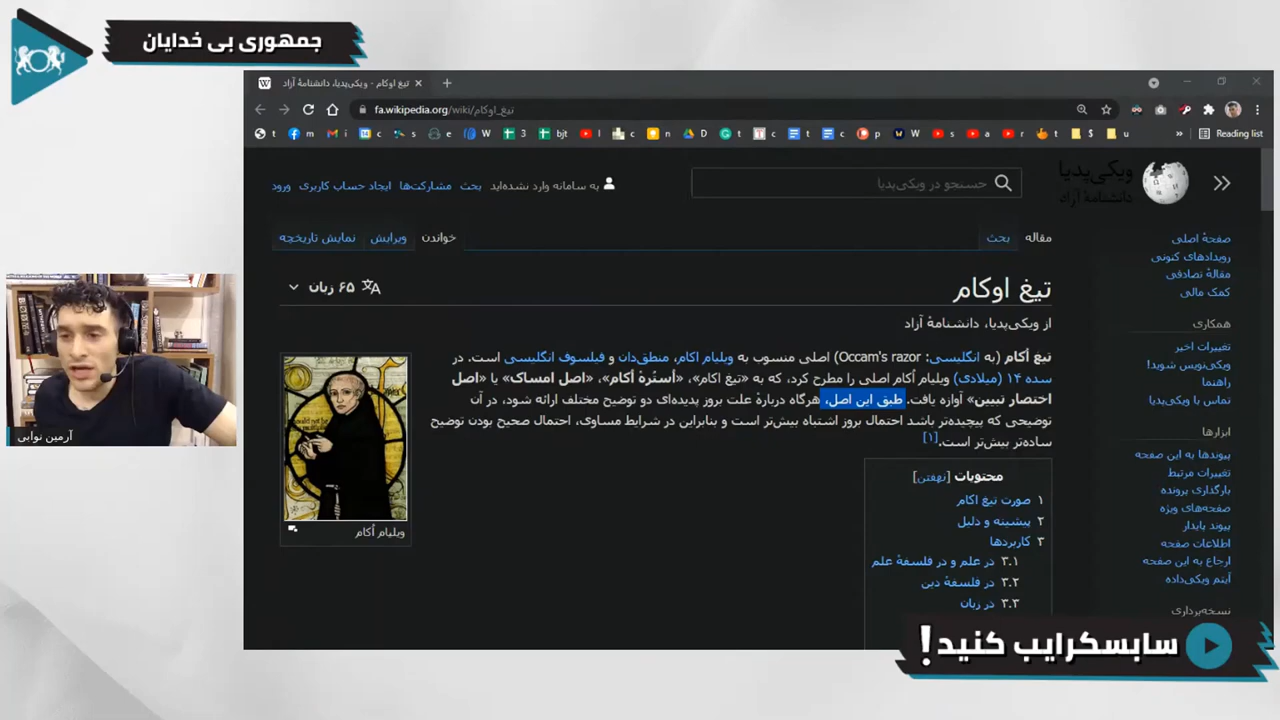 جمهوری بی خدایان
تیغ اوکام - ویکی‌پدیا، دانشنامهٔ آزاد
fa.wikipedia.org/wiki/تیغ_اوکام
t m i c s e W 3 bjt l c n D t c t c p W s a r t s u » Reading list
ویکی‌پدیا
دانشنامهٔ آزاد
جستجو در ویکی‌پدیا
به سامانه وارد نشده‌اید بحث مشارکت‌ها ایجاد حساب کاربری ورود
مقاله بحث خواندن ویرایش نمایش تاریخچه
صفحهٔ اصلی
رویدادهای کنونی
مقالهٔ تصادفی
کمک مالی
همکاری
تغییرات اخیر
ویکی‌نویس شوید!
راهنما
تماس با ویکی‌پدیا
ابزارها
پیوندها به این صفحه
تغییرات مرتبط
بارگذاری پرونده
صفحه‌های ویژه
پیوند پایدار
اطلاعات صفحه
ارجاع به این صفحه
آیتم ویکی‌داده
نسخه‌برداری
تیغ اوکام
۶۵ زبان
از ویکی‌پدیا، دانشنامهٔ آزاد
تیغ اُکام (به انگلیسی: Occam's razor) اصلی منسوب به ویلیام اکام، منطق‌دان و فیلسوف انگلیسی است. در
سده ۱۴ (میلادی) ویلیام اُکام اصلی را مطرح کرد، که به «تیغ اکام»، «اُستُرهٔ اُکام»، «اصل امساک» یا «اصل
اختصار تبیین» آوازه یافت. طبق این اصل، هرگاه دربارهٔ علت بروز پدیده‌ای دو توضیح مختلف ارائه شود، در آن
توضیحی که پیچیده‌تر باشد احتمال بروز اشتباه بیش‌تر است و بنابراین در شرایط مساوی، احتمال صحیح بودن توضیح
ساده‌تر بیش‌تر است.[۱]
ویلیام اُکام
محتویات [نهفتن]
۱ صورت تیغ اکام
۲ پیشینه و دلیل
۳ کاربردها
۳.۱ در علم و در فلسفهٔ علم
۳.۲ در فلسفهٔ دین
۳.۳ در زبان
آرمین نوابی
سابسکرایب کنید!